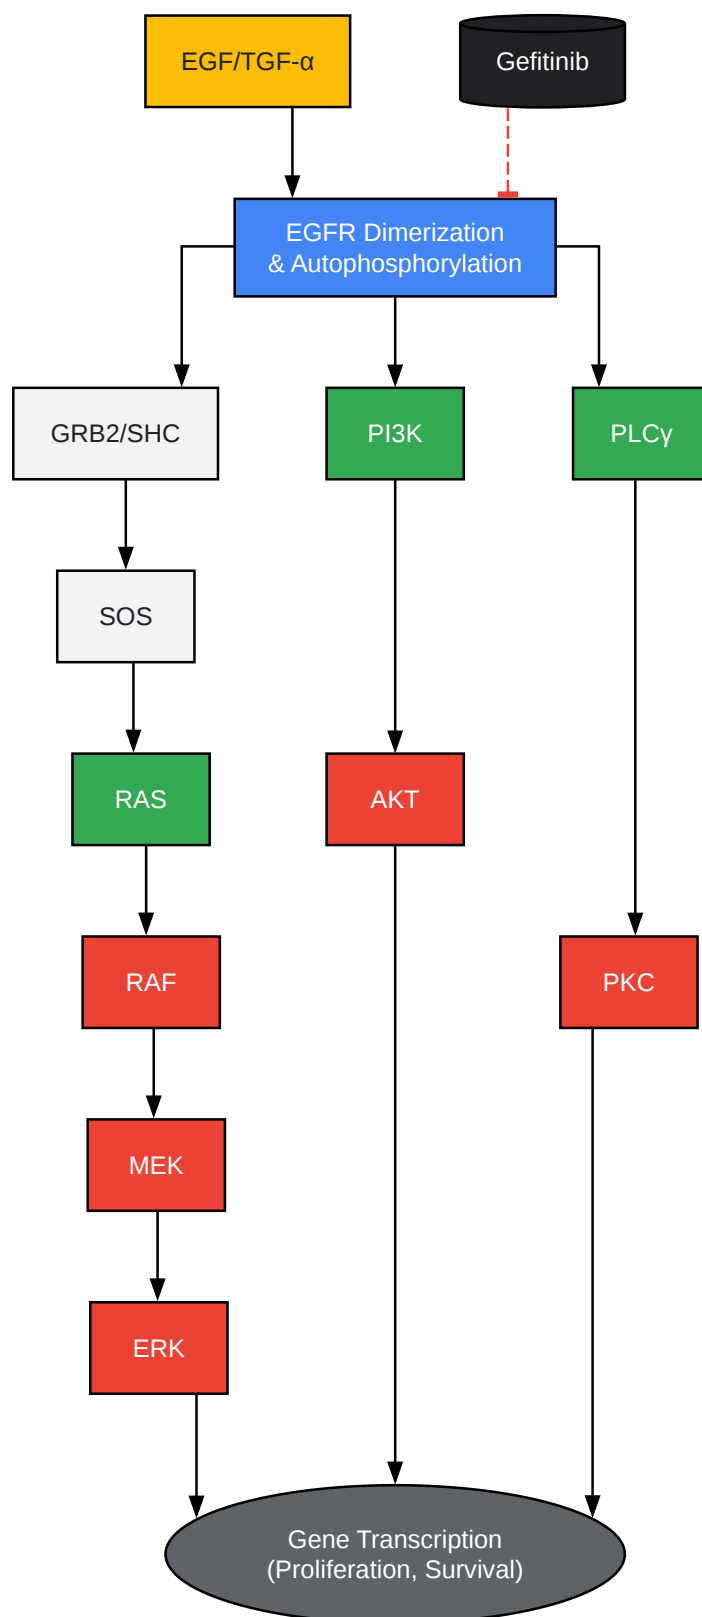 EGF/TGF-α
Gefitinib
EGFR Dimerization
& Autophosphorylation
GRB2/SHC
PI3K
PLCγ
SOS
RAS
AKT
RAF
PKC
MEK
ERK
Gene Transcription
(Proliferation, Survival)